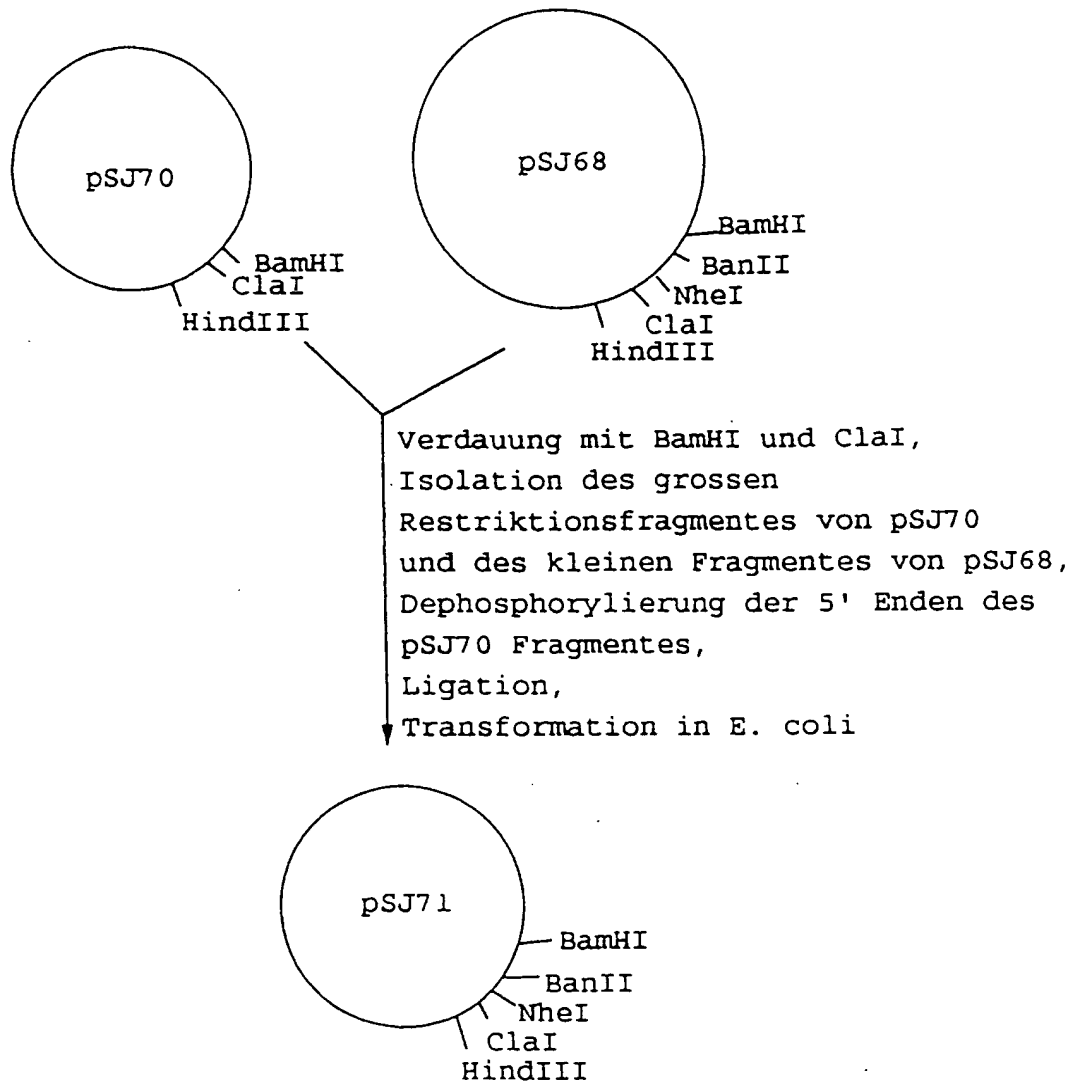 pSJ70
BamHI
ClaI
HindIII
pSJ68
BamHI
BanII
NheI
ClaI
HindIII
Verdauung mit BamHI und ClaI,
Isolation des grossen
Restriktionsfragmentes von pSJ70
und des kleinen Fragmentes von pSJ68,
Dephosphorylierung der 5' Enden des
pSJ70 Fragmentes,
Ligation,
Transformation in E. coli
pSJ71
BamHI
BanII
NheI
ClaI
HindIII